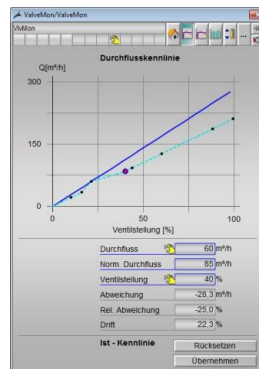 ValveMon/ValveMon
VlvMon
...
Durchflusskennlinie
Q[m³/h]
300
150
0
0 50 100
Ventilstellung [%]
Durchfluss 60 m³/h
Norm. Durchfluss 85 m³/h
Ventilstellung 40 %
Abweichung -28,3 m³/h
Rel. Abweichung -25,0 %
Drift 22,3 %
Ist - Kennlinie Rücksetzen
Übernehmen